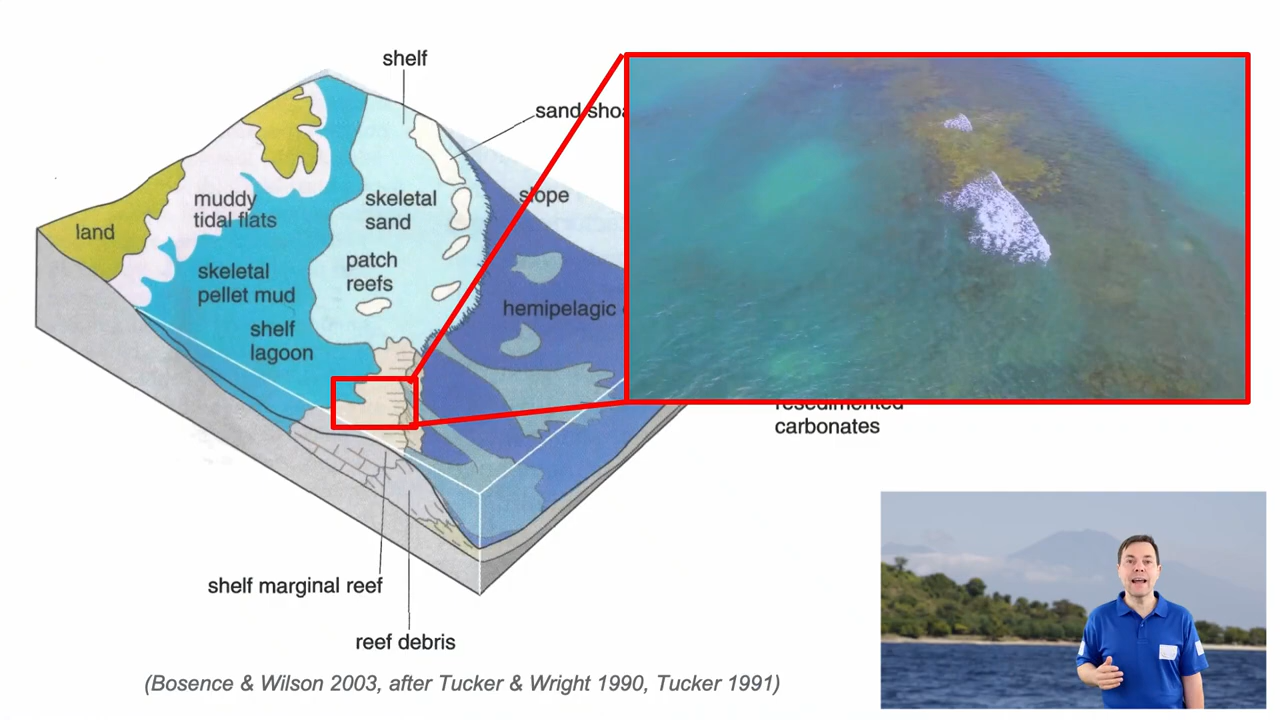 shelf
sand shoa
slope
muddy
tidal flats
skeletal
sand
land
patch
reefs
skeletal
pellet mud
hemipelagic
shelf
lagoon
resedimented
carbonates
shelf marginal reef
reef debris
(Bosence & Wilson 2003, after Tucker & Wright 1990, Tucker 1991)